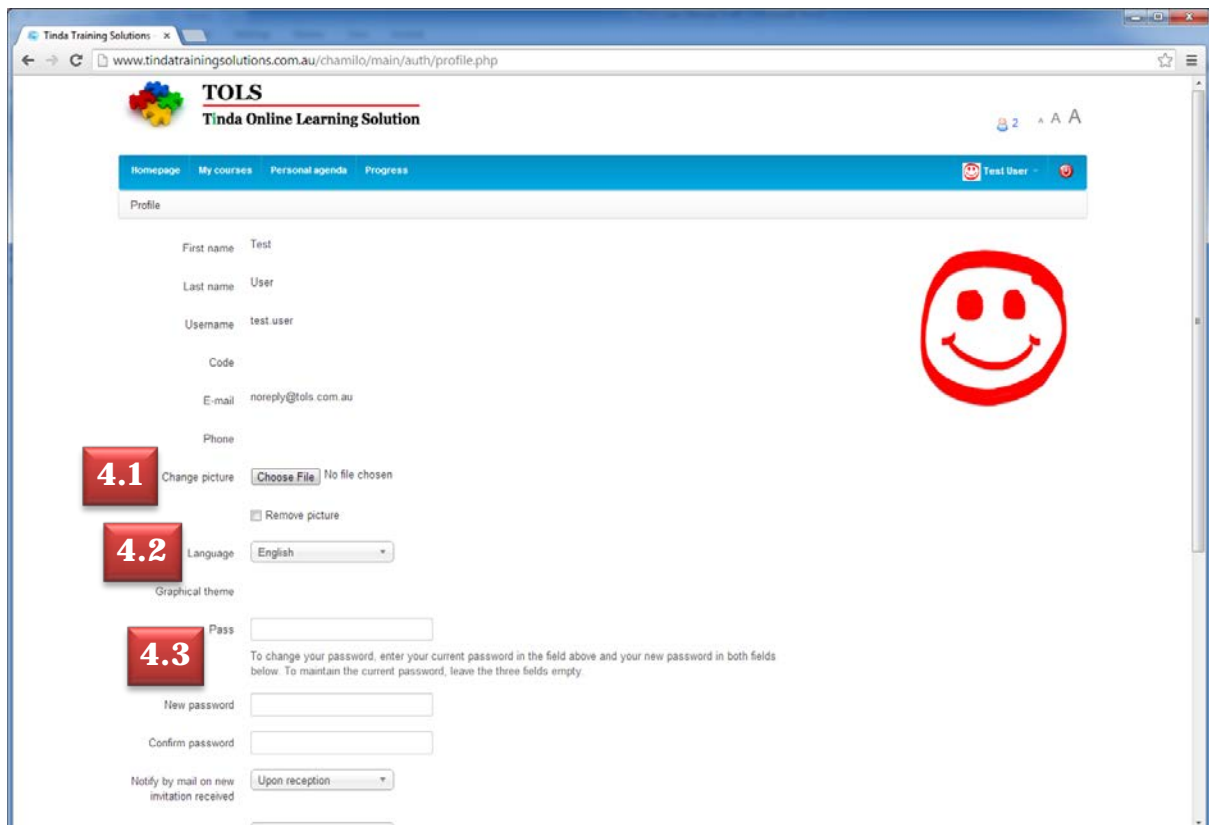 Tinda Training Solutions
www.tindatrainingsolutions.com.au/chamilo/main/auth/profile.php
TOLS
Tinda Online Learning Solution
2 A A A
Homepage My courses Personal agenda Progress Test User
Profile
First name Test
Last name User
Username test.user
Code
E-mail noreply@tols.com.au
Phone
4.1 Change picture Choose File No file chosen
Remove picture
4.2 Language English
Graphical theme
Pass
4.3
To change your password, enter your current password in the field above and your new password in both fields
below. To maintain the current password, leave the three fields empty.
New password
Confirm password
Notify by mail on new Upon reception
invitation received